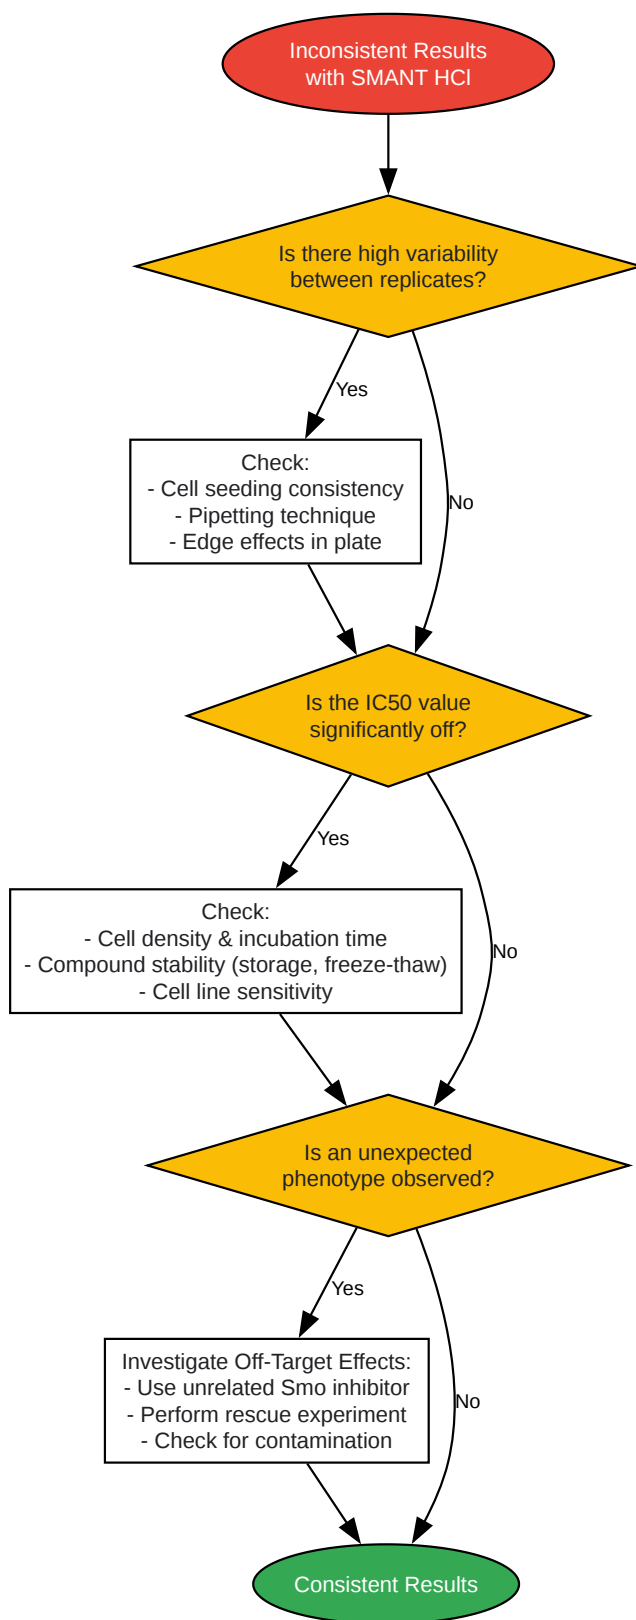 Inconsistent Results
with SMANT HCl
Is there high variability
between replicates?
Yes
No
Check:
- Cell seeding consistency
- Pipetting technique
- Edge effects in plate
Is the IC50 value
significantly off?
Yes
No
Check:
- Cell density & incubation time
- Compound stability (storage, freeze-thaw)
- Cell line sensitivity
Is an unexpected
phenotype observed?
Yes
No
Investigate Off-Target Effects:
- Use unrelated Smo inhibitor
- Perform rescue experiment
- Check for contamination
Consistent Results